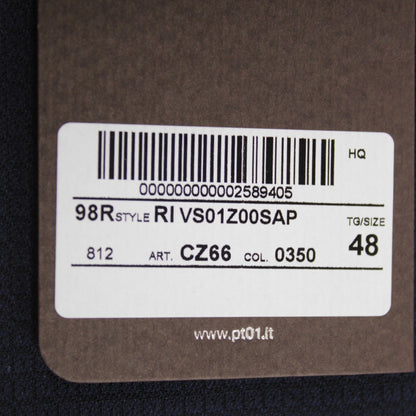 HQ
000000000002589405
98R STYLE RI VS01Z00SAP
TG/SIZE
48
812 ART. CZ66 COL. 0350
www.pt01.it